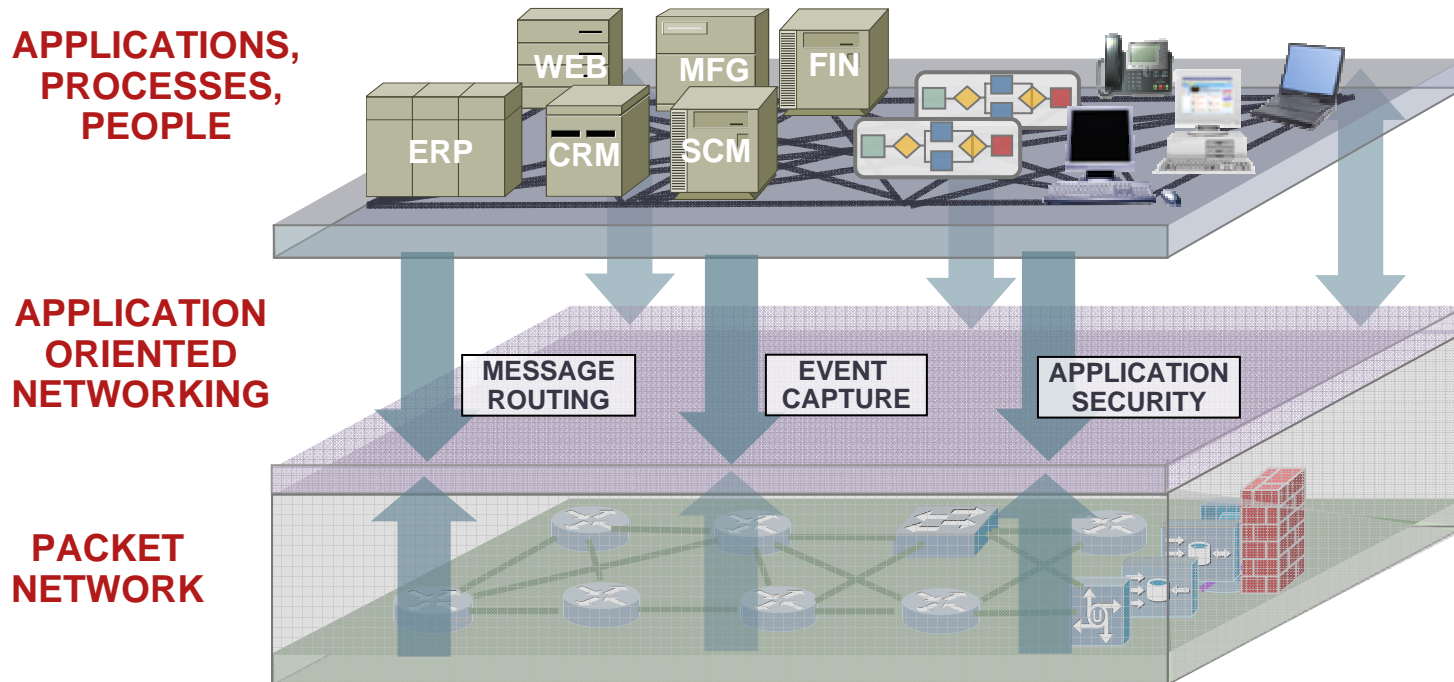 APPLICATIONS,
PROCESSES,
PEOPLE
WEB
MFG
FIN
ERP
CRM
SCM
APPLICATION
ORIENTED
NETWORKING
MESSAGE
ROUTING
EVENT
CAPTURE
APPLICATION
SECURITY
PACKET
NETWORK
U